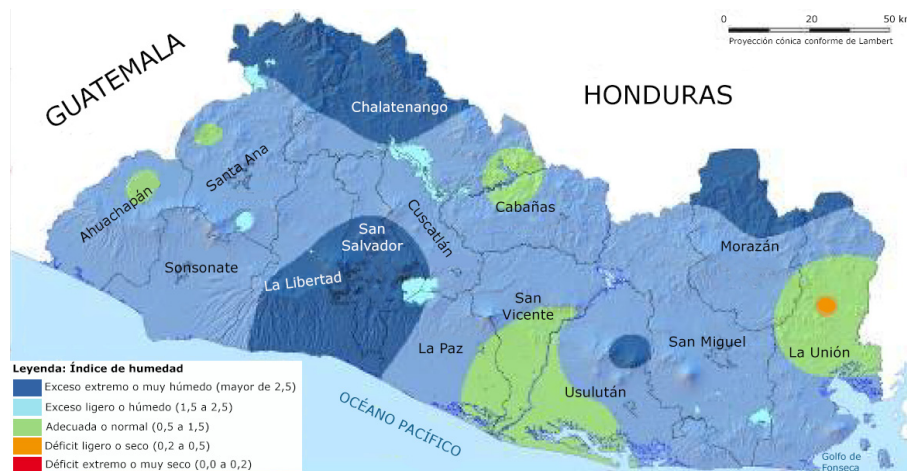 0 20 50 km
Proyección cónica conforme de Lambert
GUATEMALA
HONDURAS
Chalatenango
Santa Ana
Ahuachapán
Cabañas
Cuscatlán
San
Salvador
Morazán
Sonsonate
La Libertad
San
Vicente
La Paz
San Miguel
La Unión
Usulután
OCÉANO PACÍFICO
Golfo de
Fonseca
Leyenda: Índice de humedad
Exceso extremo o muy húmedo (mayor de 2,5)
Exceso ligero o húmedo (1,5 a 2,5)
Adecuada o normal (0,5 a 1,5)
Déficit ligero o seco (0,2 a 0,5)
Déficit extremo o muy seco (0,0 a 0,2)